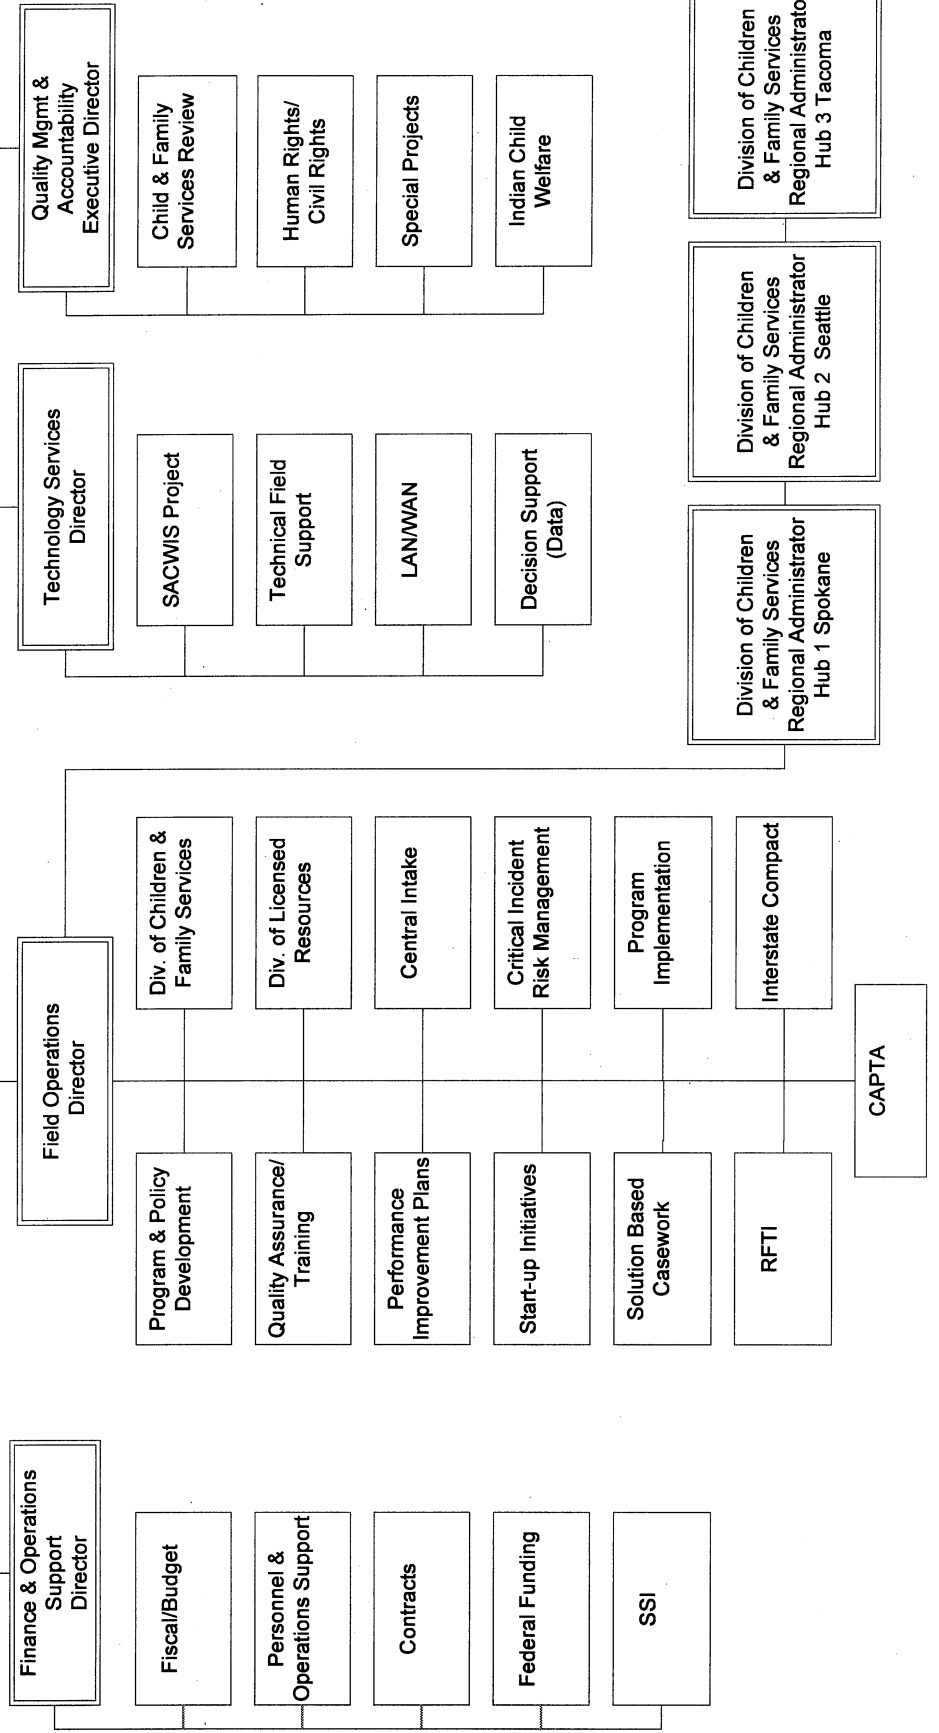 Finance & Operations
Support
Director
Fiscal/Budget
Personnel &
Operations Support
Contracts
Federal Funding
SSI
Field Operations
Director
Program & Policy
Development
Div. of Children &
Family Services
Quality Assurance/
Training
Div. of Licensed
Resources
Performance
Improvement Plans
Central Intake
Start-up Initiatives
Critical Incident
Risk Management
Solution Based
Casework
Program
Implementation
RFTI
Interstate Compact
CAPTA
Technology Services
Director
SACWIS Project
Technical Field
Support
LAN/WAN
Decision Support
(Data)
Quality Mgmt &
Accountability
Executive Director
Child & Family
Services Review
Human Rights/
Civil Rights
Special Projects
Indian Child
Welfare
Division of Children
& Family Services
Regional Administrator
Hub 1 Spokane
Division of Children
& Family Services
Regional Administrator
Hub 2 Seattle
Division of Children
& Family Services
Regional Administrato
Hub 3 Tacoma